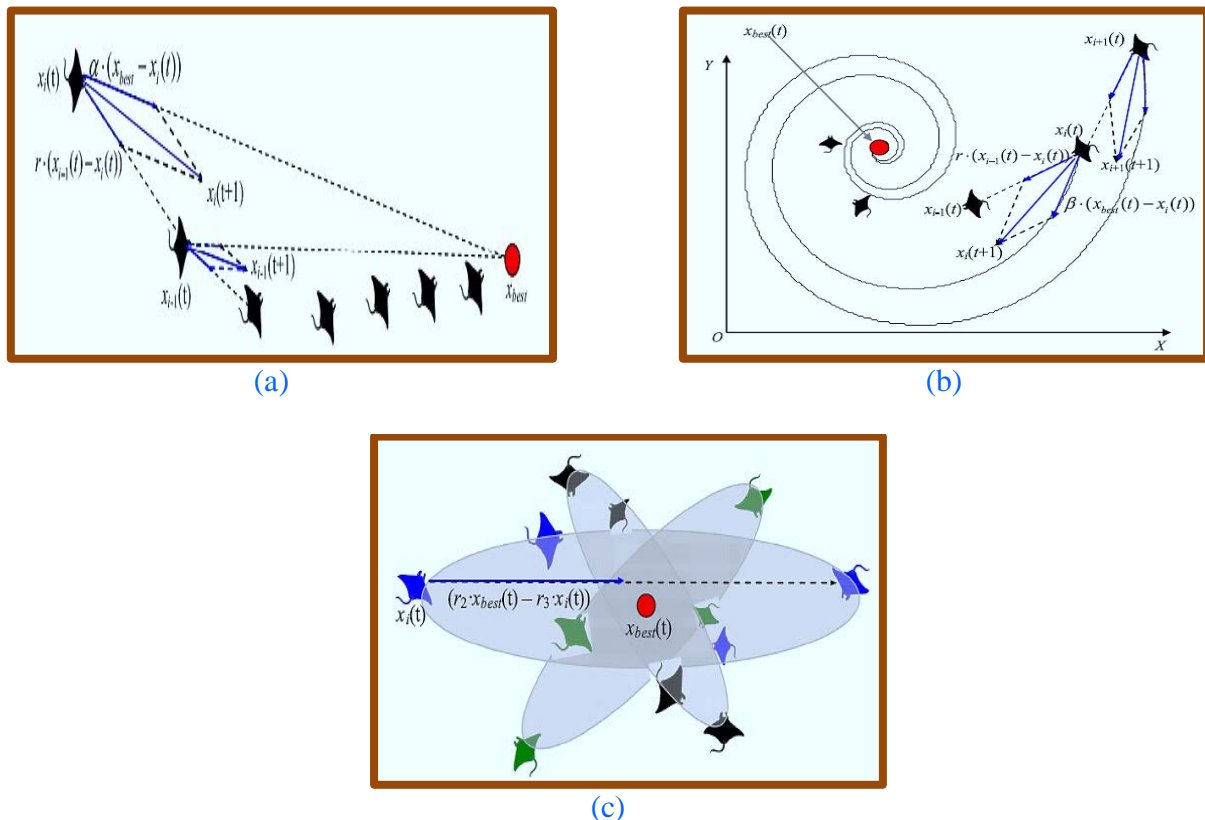 α·(x_best − x_i(t))
x_i(t)
r·(x_{i-1}(t)−x_i(t))
x_i(t+1)
x_{i-1}(t+1)
x_{i-1}(t)
x_best
(a)
x_best(t)
x_{i+1}(t)
Y
x_i(t)
r·(x_{i-1}(t)−x_i(t))
x_{i+1}(t+1)
x_{i-1}(t)
β·(x_best(t)−x_i(t))
x_i(t+1)
O
X
(b)
(r_2·x_best(t)−r_3·x_i(t))
x_i(t)
x_best(t)
(c)